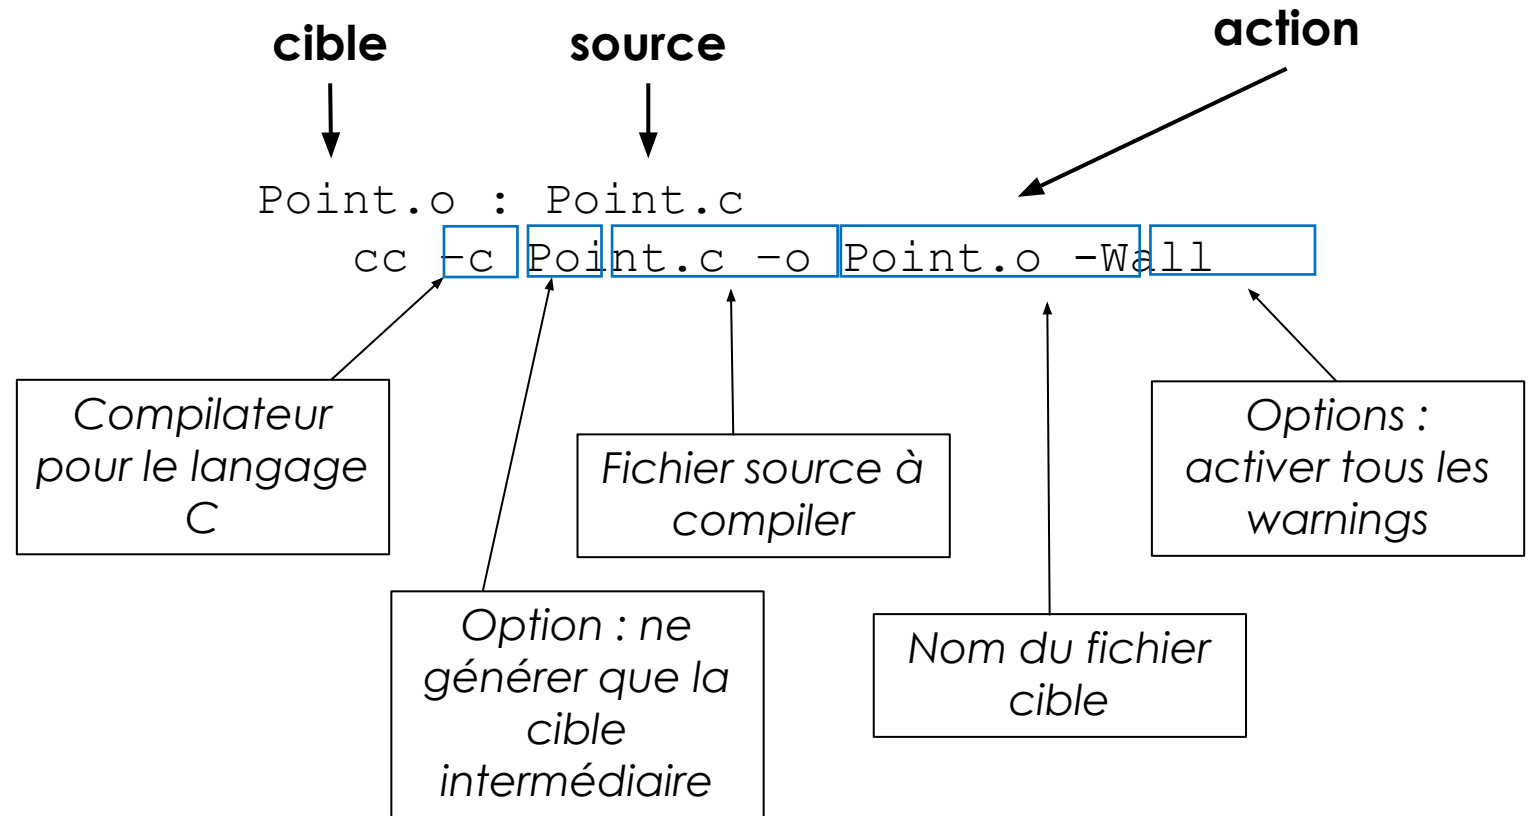 cible source action
Point.o : Point.c
cc -c Point.c -o Point.o -Wall
Compilateur
pour le langage
C
Option : ne
générer que la
cible
intermédiaire
Fichier source à
compiler
Nom du fichier
cible
Options :
activer tous les
warnings